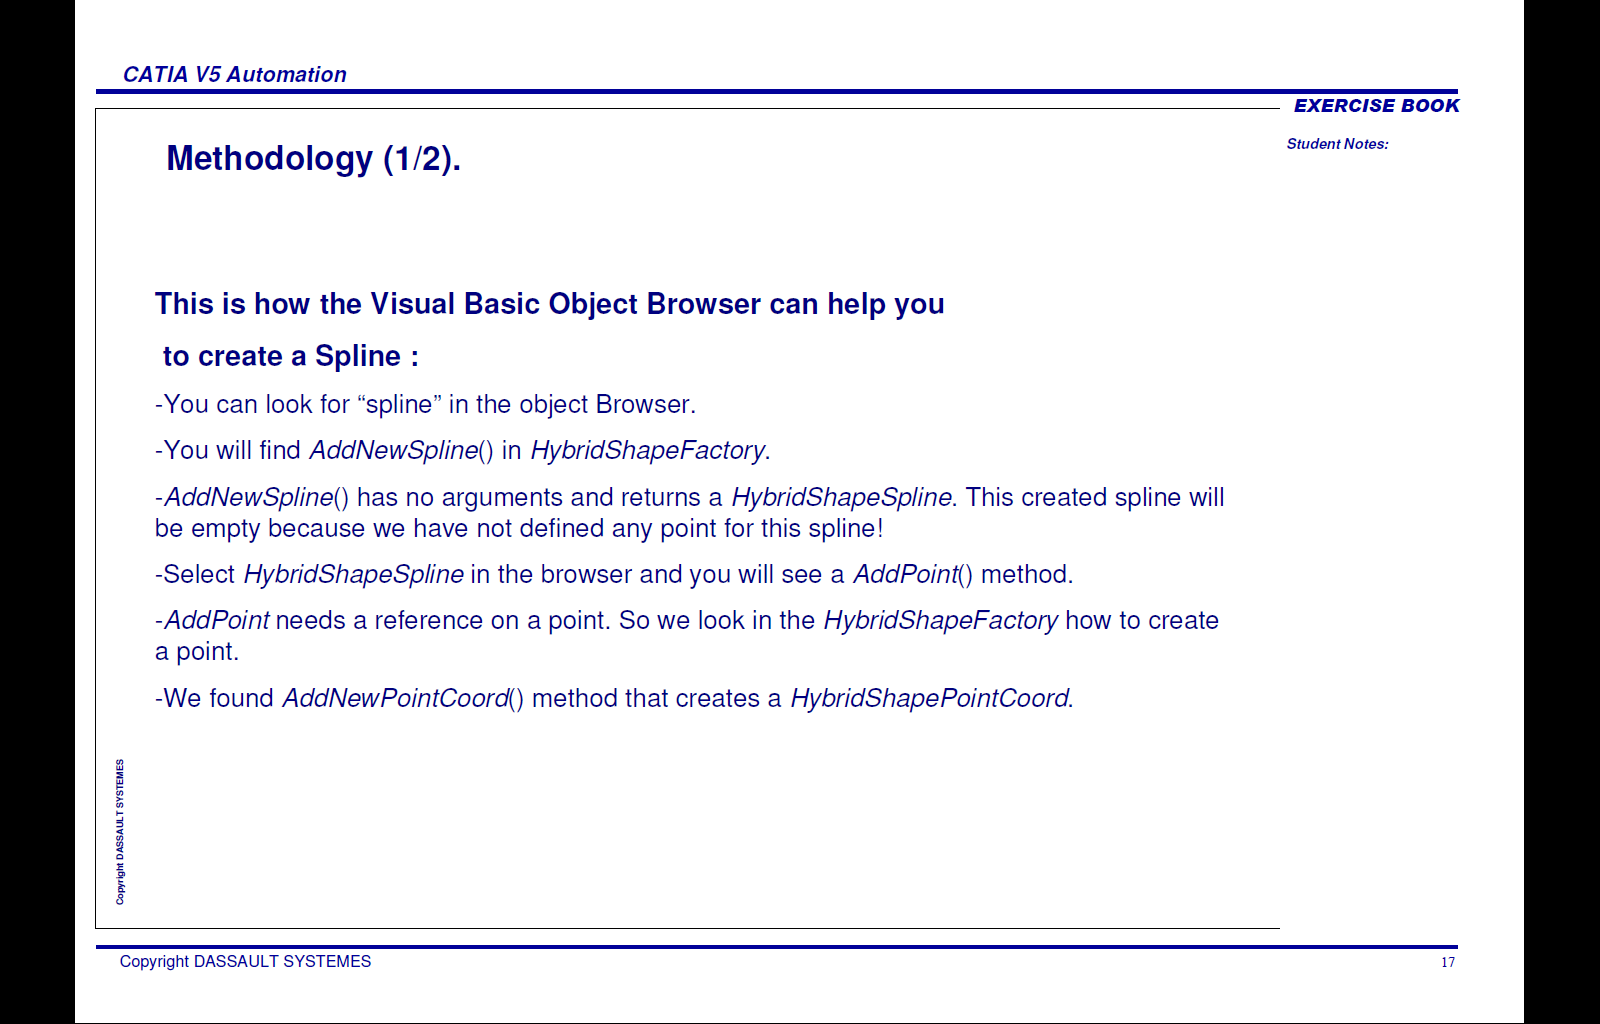 CATIA V5 Automation
EXERCISE BOOK
Student Notes:
Methodology (1/2).
This is how the Visual Basic Object Browser can help you
to create a Spline :
-You can look for “spline” in the object Browser.
-You will find AddNewSpline() in HybridShapeFactory.
-AddNewSpline() has no arguments and returns a HybridShapeSpline. This created spline will
be empty because we have not defined any point for this spline!
-Select HybridShapeSpline in the browser and you will see a AddPoint() method.
-AddPoint needs a reference on a point. So we look in the HybridShapeFactory how to create
a point.
-We found AddNewPointCoord() method that creates a HybridShapePointCoord.
Copyright DASSAULT SYSTEMES
Copyright DASSAULT SYSTEMES
17